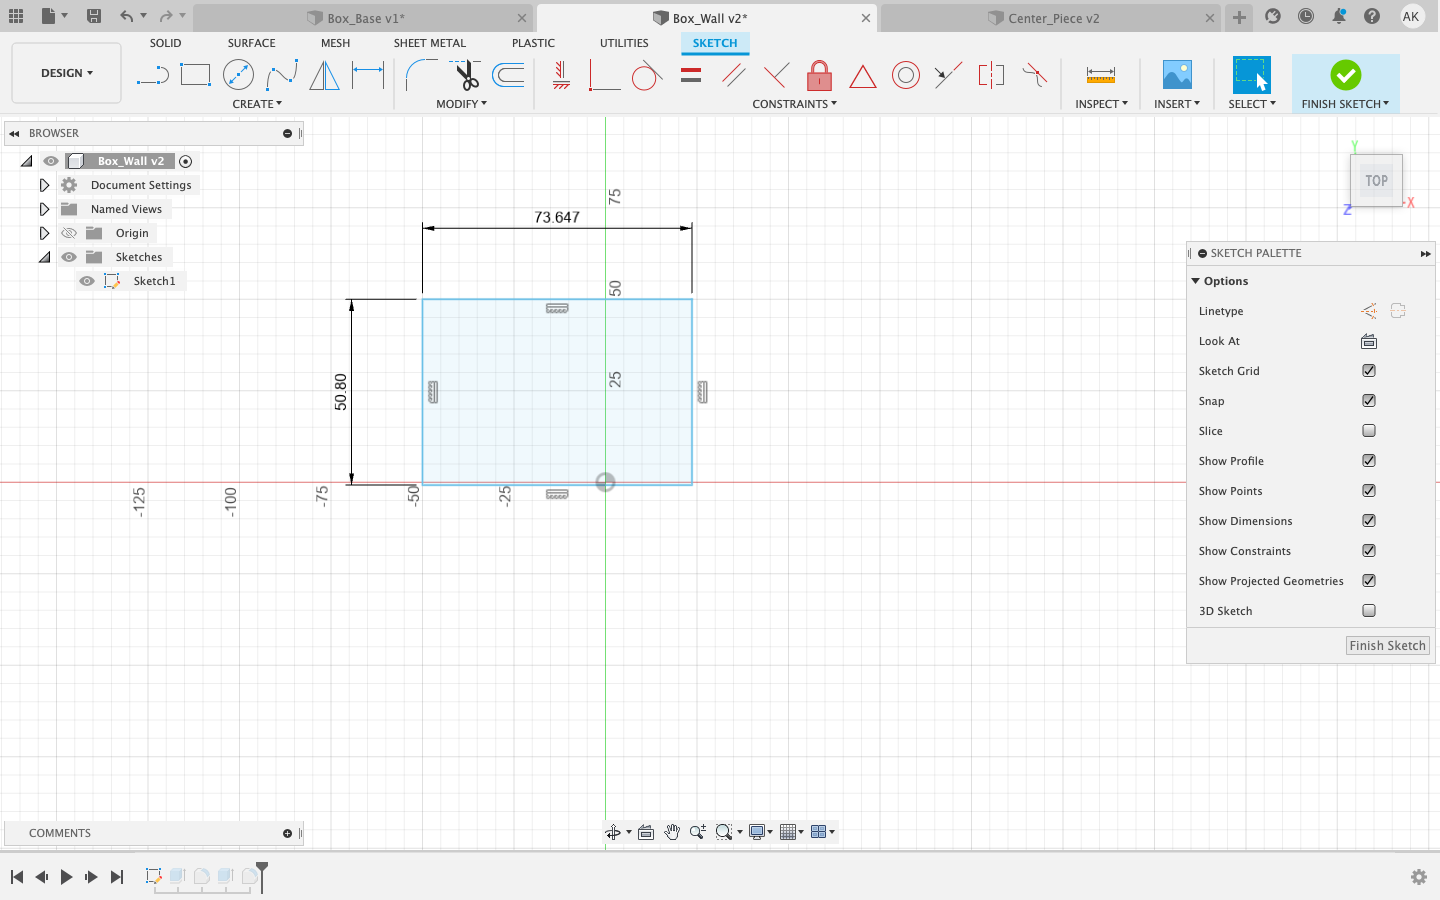 Box_Base v1*
Box_Wall v2*
Center_Piece v2
AK
SOLID
SURFACE
MESH
SHEET METAL
PLASTIC
UTILITIES
SKETCH
DESIGN
CREATE
MODIFY
CONSTRAINTS
INSPECT
INSERT
SELECT
FINISH SKETCH
BROWSER
Box_Wall v2
Document Settings
Named Views
Origin
Sketches
Sketch1
Y
TOP
X
Z
75
73.647
50
25
50.80
-125
-100
-75
-50
-25
SKETCH PALETTE
Options
Linetype
Look At
Sketch Grid
Snap
Slice
Show Profile
Show Points
Show Dimensions
Show Constraints
Show Projected Geometries
3D Sketch
Finish Sketch
COMMENTS